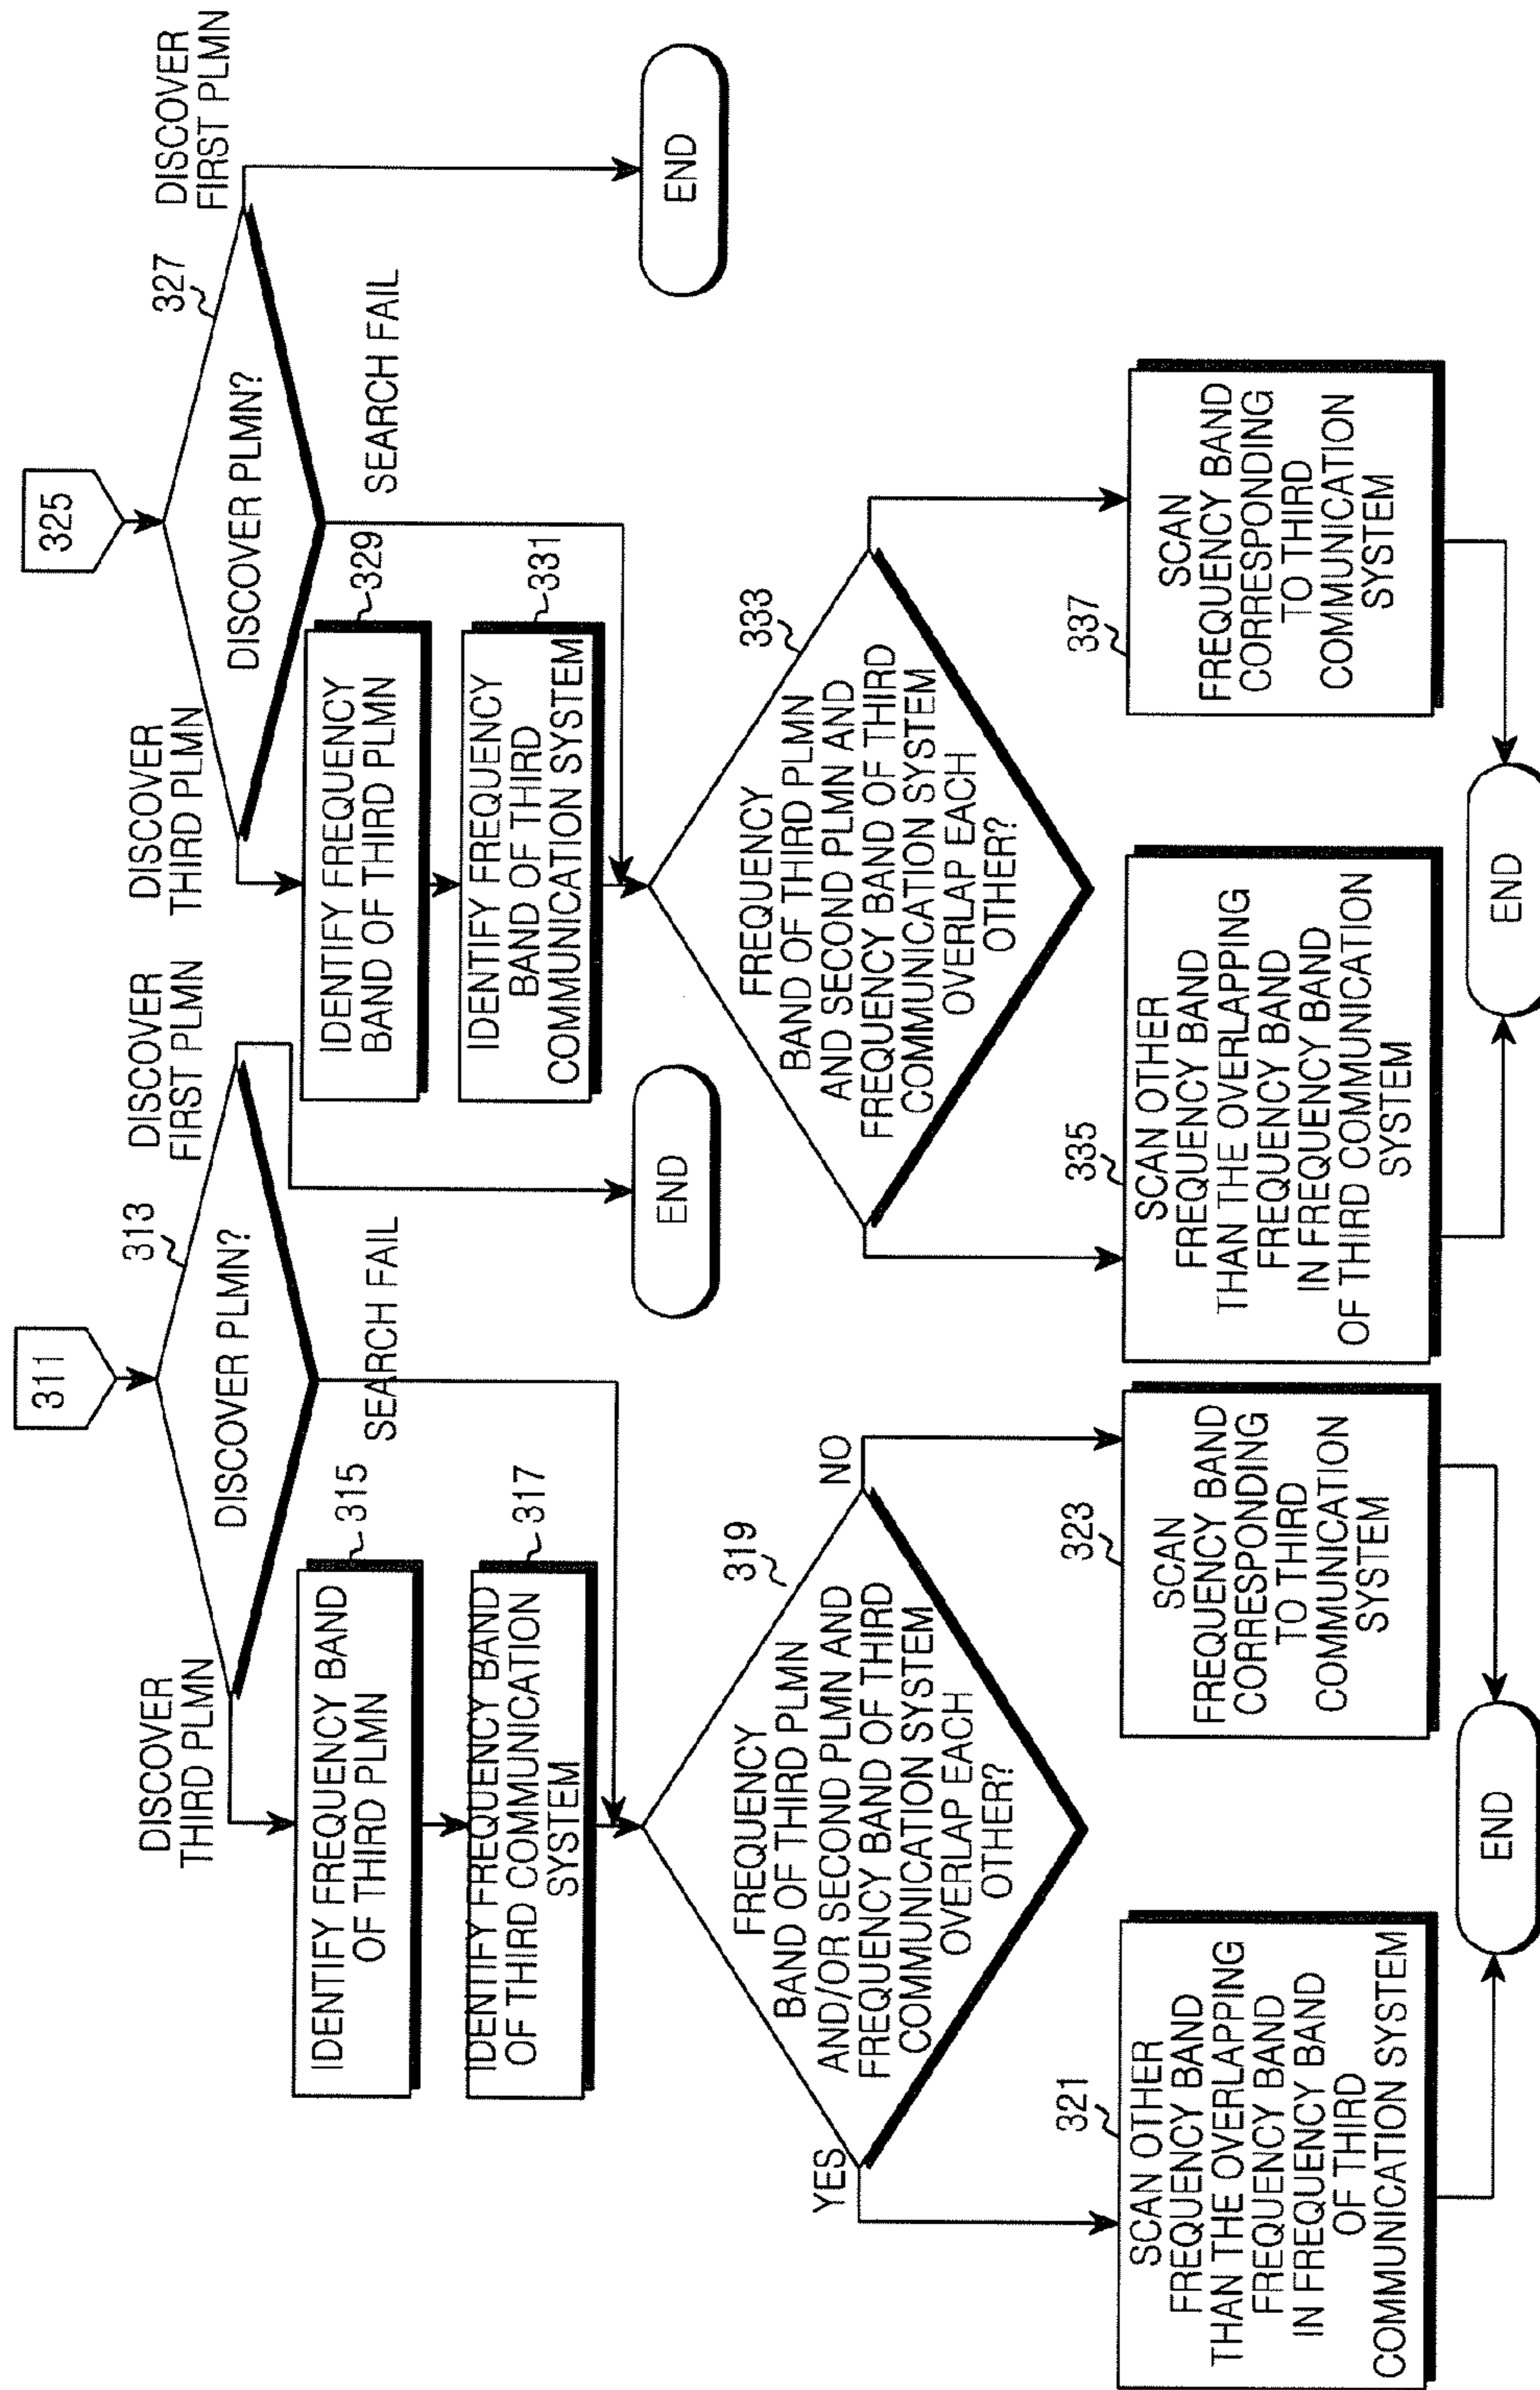 311
313
DISCOVER PLMN?
DISCOVER
THIRD PLMN
DISCOVER
FIRST PLMN
SEARCH FAIL
315
IDENTIFY FREQUENCY BAND
OF THIRD PLMN
317
IDENTIFY FREQUENCY BAND
OF THIRD COMMUNICATION
SYSTEM
END
319
FREQUENCY
BAND OF THIRD PLMN
AND/OR SECOND PLMN AND
FREQUENCY BAND OF THIRD
COMMUNICATION SYSTEM
OVERLAP EACH
OTHER?
YES
NO
321
SCAN OTHER
FREQUENCY BAND
THAN THE OVERLAPPING
FREQUENCY BAND
IN FREQUENCY BAND
OF THIRD
COMMUNICATION SYSTEM
323
SCAN
FREQUENCY BAND
CORRESPONDING
TO THIRD
COMMUNICATION
SYSTEM
END
325
327
DISCOVER PLMN?
DISCOVER
THIRD PLMN
DISCOVER
FIRST PLMN
SEARCH FAIL
329
IDENTIFY FREQUENCY
BAND OF THIRD PLMN
331
IDENTIFY FREQUENCY
BAND OF THIRD
COMMUNICATION SYSTEM
END
333
FREQUENCY
BAND OF THIRD PLMN
AND SECOND PLMN AND
FREQUENCY BAND OF THIRD
COMMUNICATION SYSTEM
OVERLAP EACH
OTHER?
335
SCAN OTHER
FREQUENCY BAND
THAN THE OVERLAPPING
FREQUENCY BAND
IN FREQUENCY BAND
OF THIRD COMMUNICATION
SYSTEM
337
SCAN
FREQUENCY BAND
CORRESPONDING
TO THIRD
COMMUNICATION
SYSTEM
END